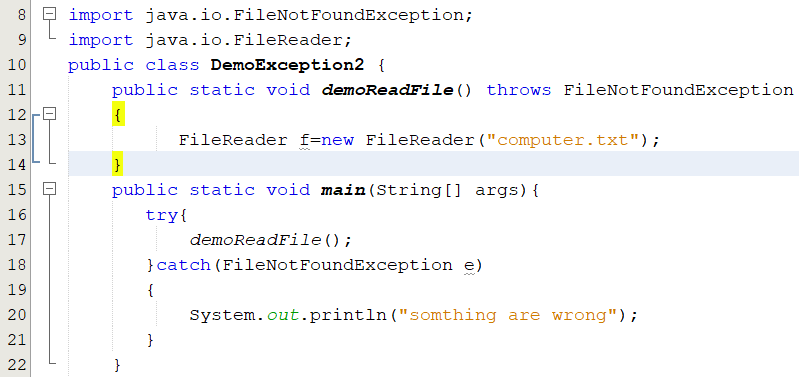 8 import java.io.FileNotFoundException;
9 import java.io.FileReader;
10 public class DemoException2 {
11 public static void demoReadFile() throws FileNotFoundException
12 {
13 FileReader f=new FileReader("computer.txt");
14 }
15 public static void main(String[] args){
16 try{
17 demoReadFile();
18 }catch(FileNotFoundException e)
19 {
20 System.out.println("somthing are wrong");
21 }
22 }